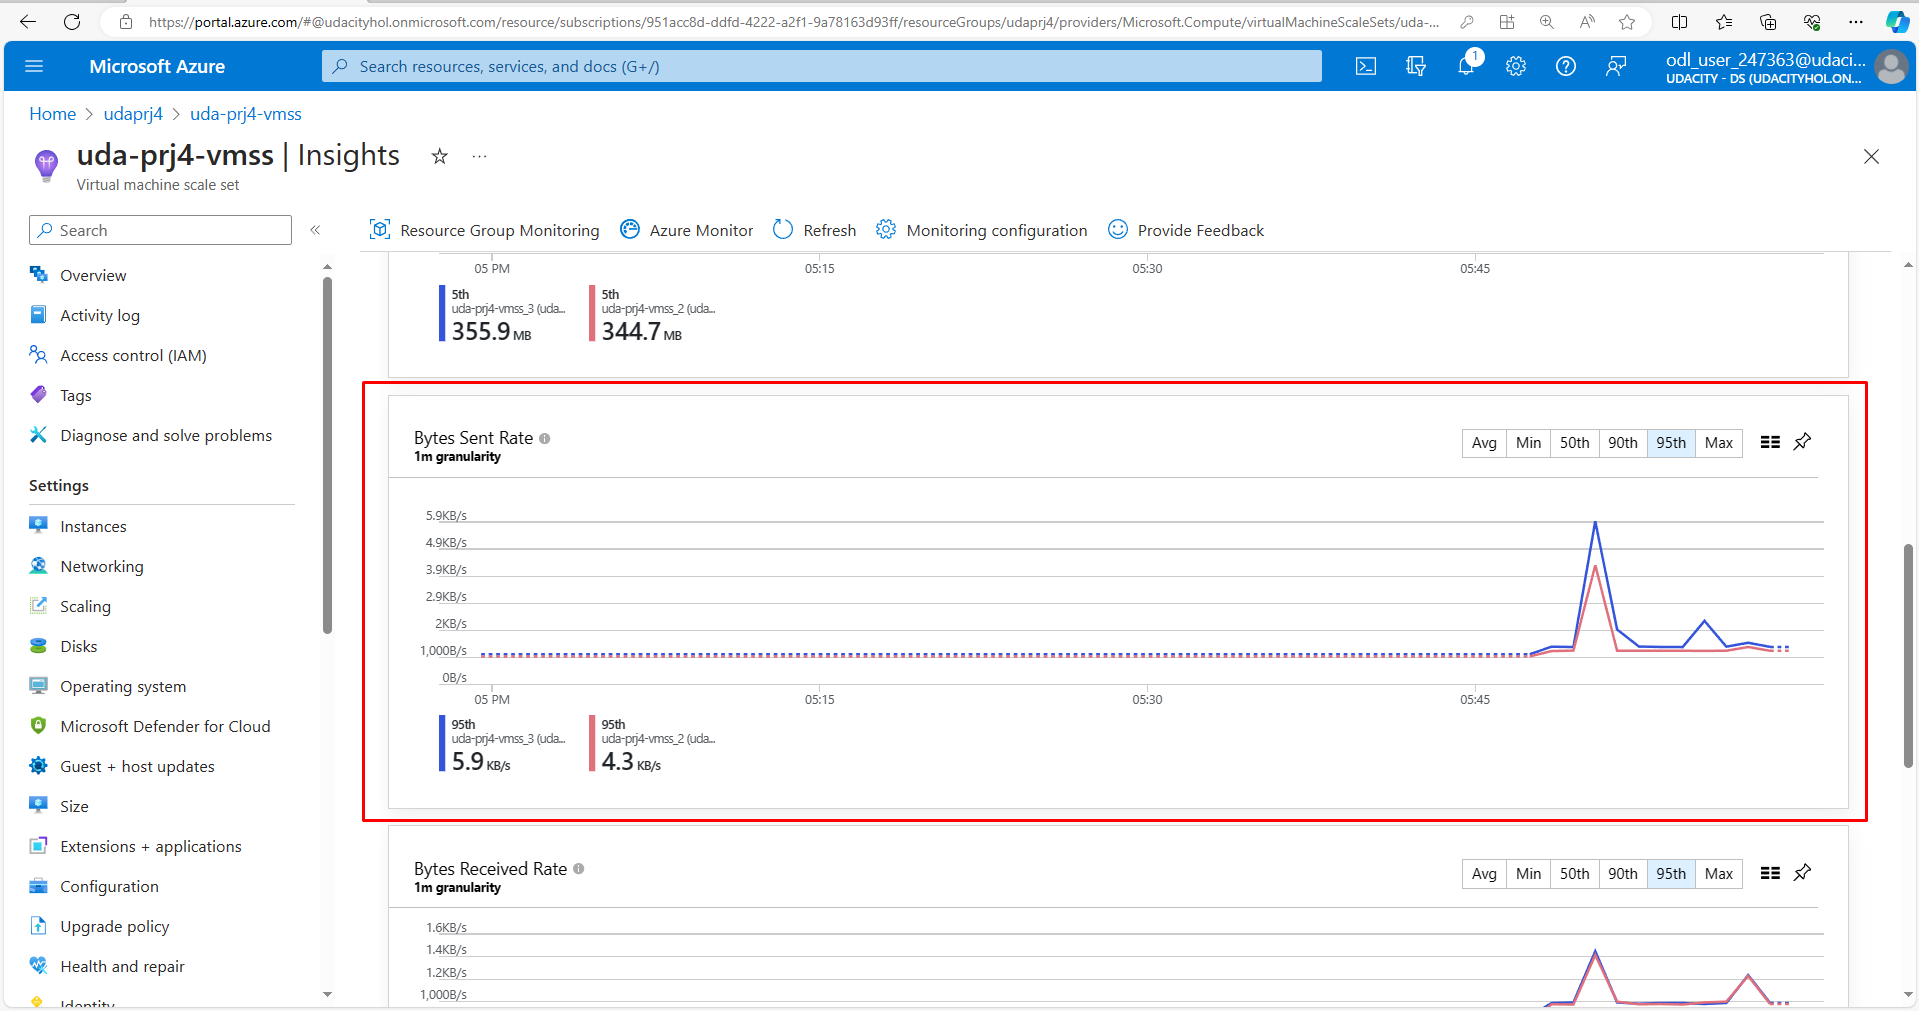 https://portal.azure.com/#@udacityhol.onmicrosoft.com/resource/subscriptions/951acc8d-ddfd-4222-a2f1-9a78163d93ff/resourceGroups/udaprj4/providers/Microsoft.Compute/virtualMachineScaleSets/uda-...
Microsoft Azure
Search resources, services, and docs (G+/)
1
odl_user_247363@udaci...
UDACITY - DS (UDACITYHOL.ON...
Home > udaprj4 > uda-prj4-vmss
uda-prj4-vmss | Insights
Virtual machine scale set
Search
Overview
Activity log
Access control (IAM)
Tags
Diagnose and solve problems
Settings
Instances
Networking
Scaling
Disks
Operating system
Microsoft Defender for Cloud
Guest + host updates
Size
Extensions + applications
Configuration
Upgrade policy
Health and repair
Identity
Resource Group Monitoring Azure Monitor Refresh Monitoring configuration Provide Feedback
05 PM 05:15 05:30 05:45
5th 5th
uda-prj4-vmss_3 (uda... uda-prj4-vmss_2 (uda...
355.9 MB 344.7 MB
Bytes Sent Rate
1m granularity
Avg Min 50th 90th 95th Max
5.9KB/s
4.9KB/s
3.9KB/s
2.9KB/s
2KB/s
1,000B/s
0B/s
05 PM 05:15 05:30 05:45
95th 95th
uda-prj4-vmss_3 (uda... uda-prj4-vmss_2 (uda...
5.9 KB/s 4.3 KB/s
Bytes Received Rate
1m granularity
Avg Min 50th 90th 95th Max
1.6KB/s
1.4KB/s
1.2KB/s
1,000B/s